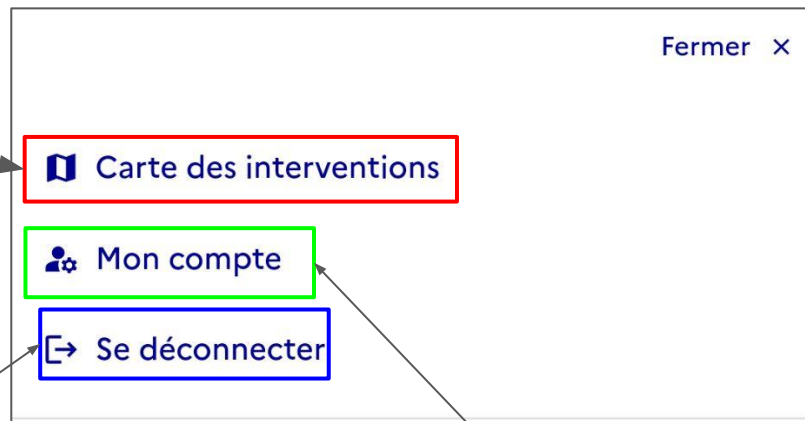 Fermer ×
Carte des interventions
Mon compte
Se déconnecter